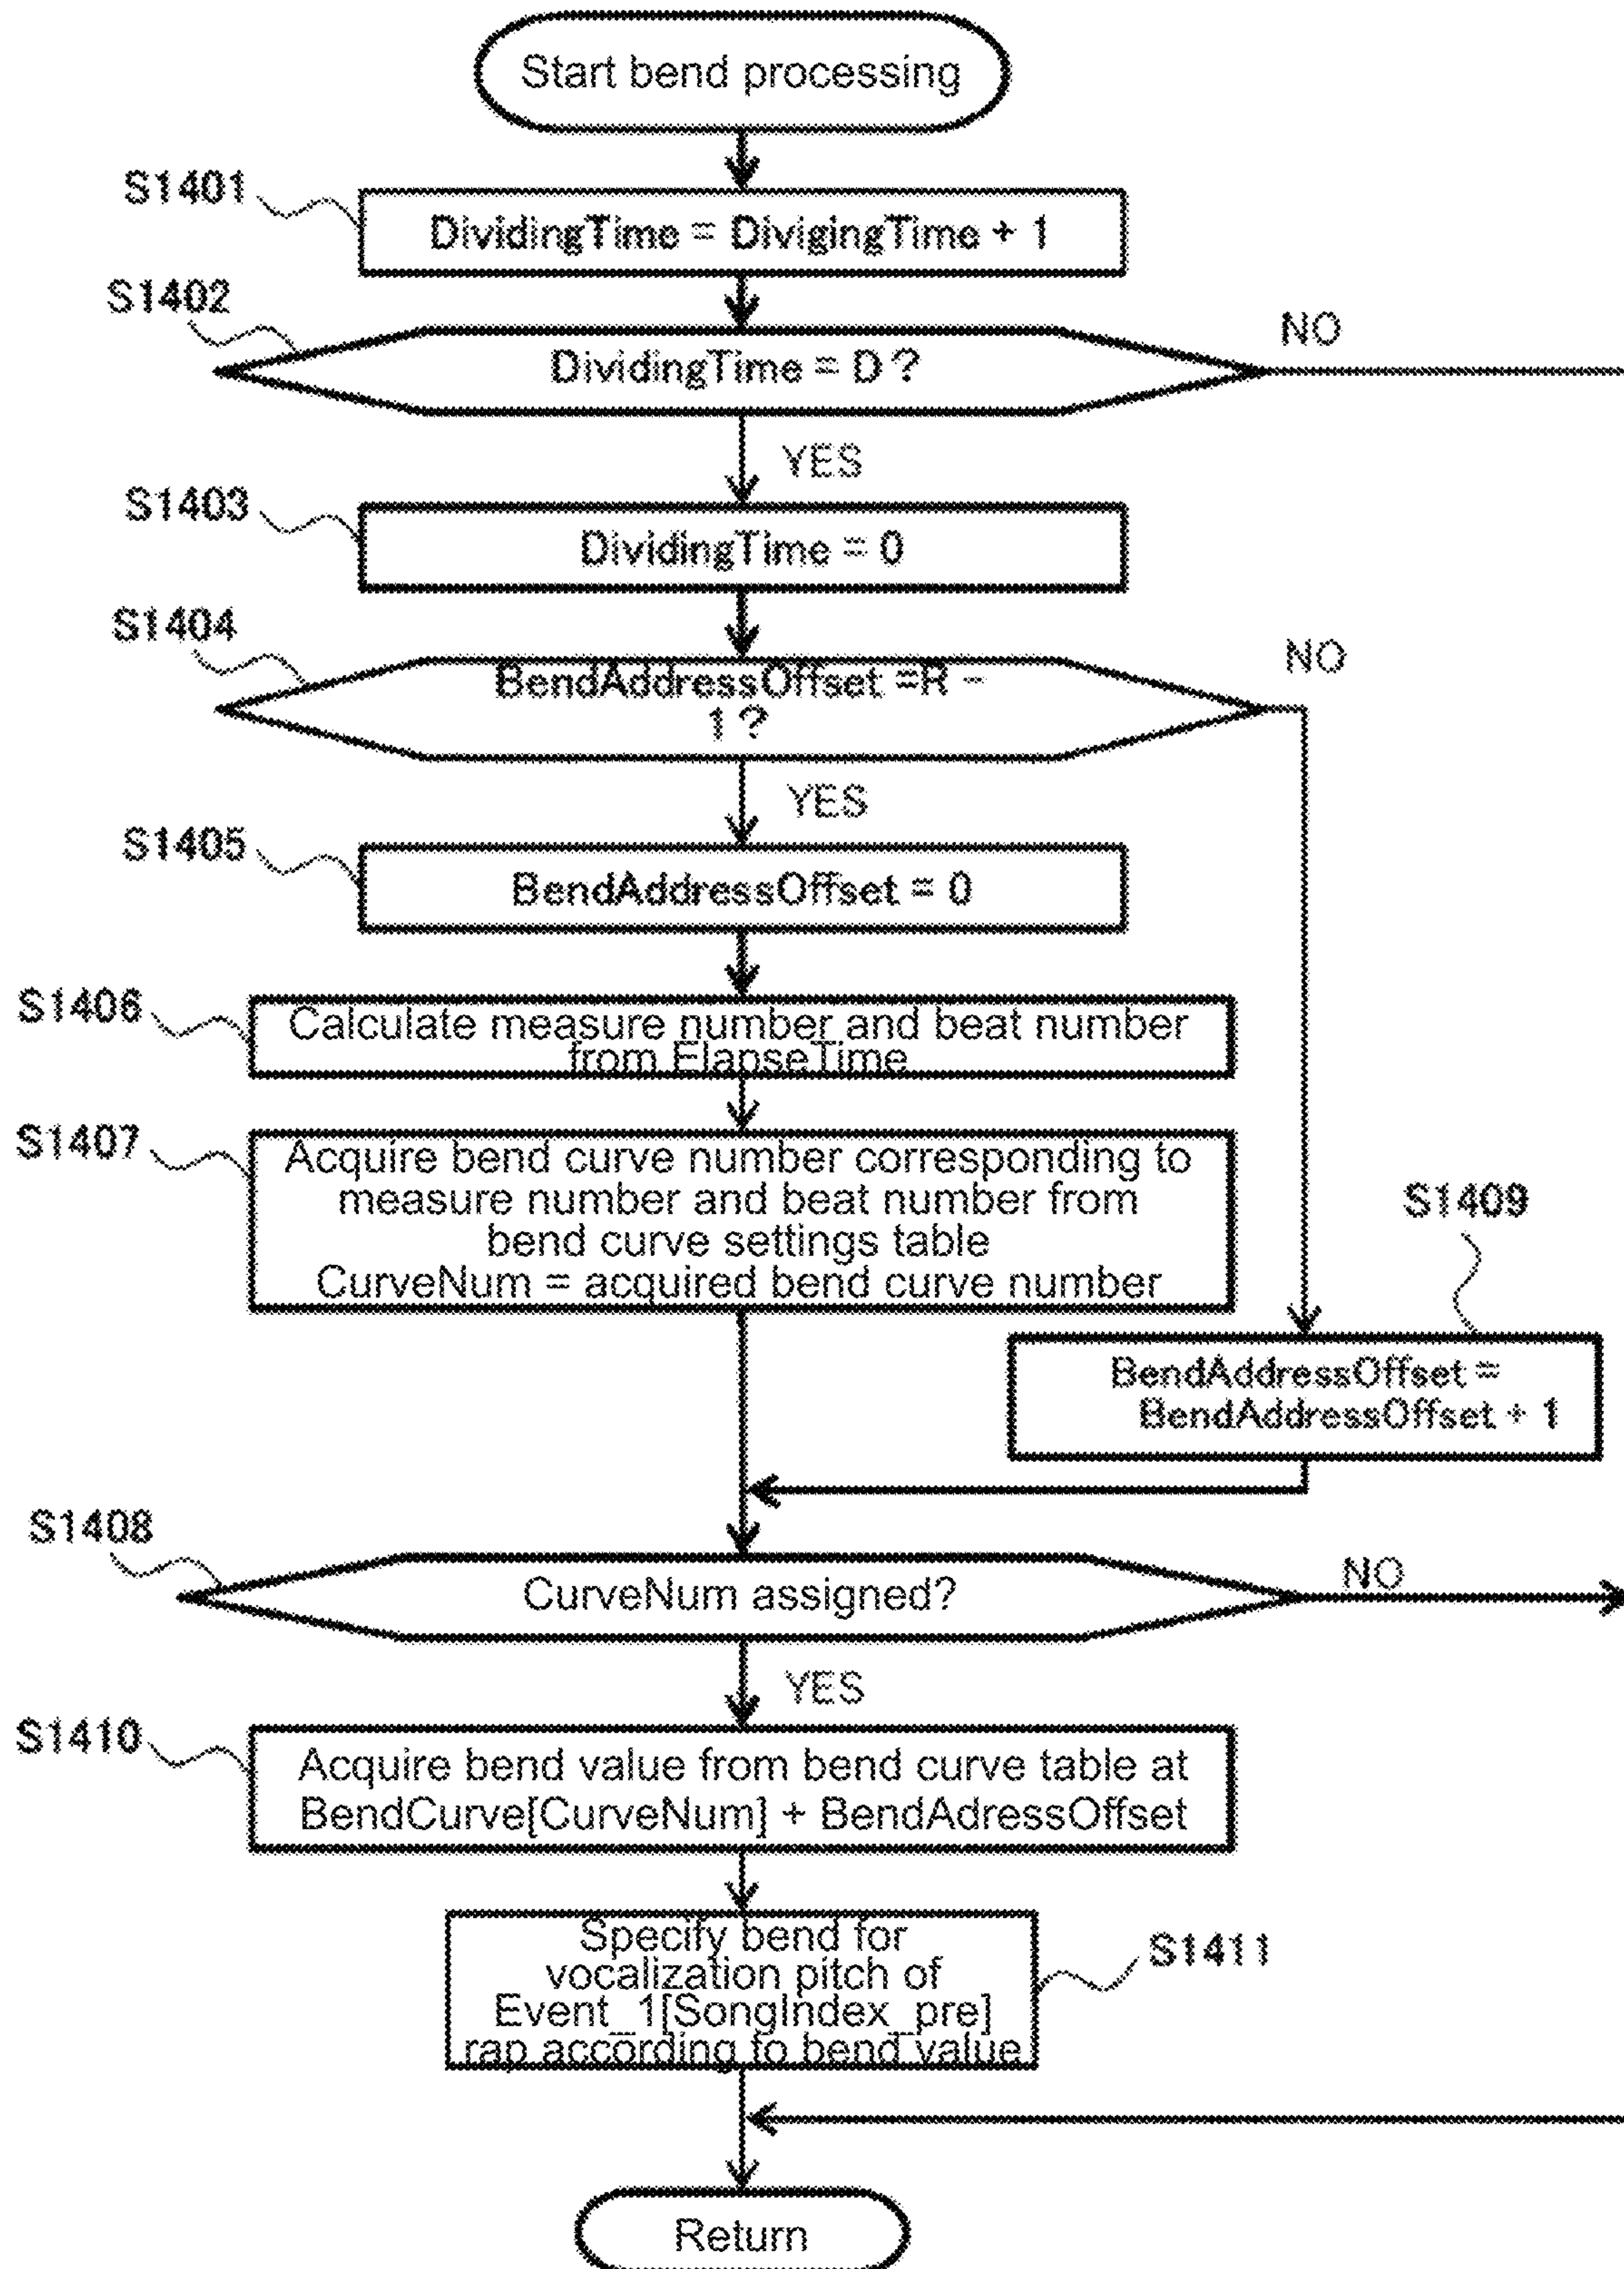 Start bend processing
S1401
DividingTime = DivigingTime + 1
S1402
DividingTime = D ?
NO
YES
S1403
DividingTime = 0
S1404
BendAddressOffset =R −
1 ?
NO
YES
S1405
BendAddressOffset = 0
S1406
Calculate measure number and beat number
from ElapseTime
S1407
Acquire bend curve number corresponding to
measure number and beat number from
bend curve settings table
CurveNum = acquired bend curve number
S1409
BendAddressOffset =
BendAddressOffset + 1
S1408
CurveNum assigned?
NO
YES
S1410
Acquire bend value from bend curve table at
BendCurve[CurveNum] + BendAdressOffset
S1411
Specify bend for
vocalization pitch of
Event_1[SongIndex_pre]
rap according to bend value
Return